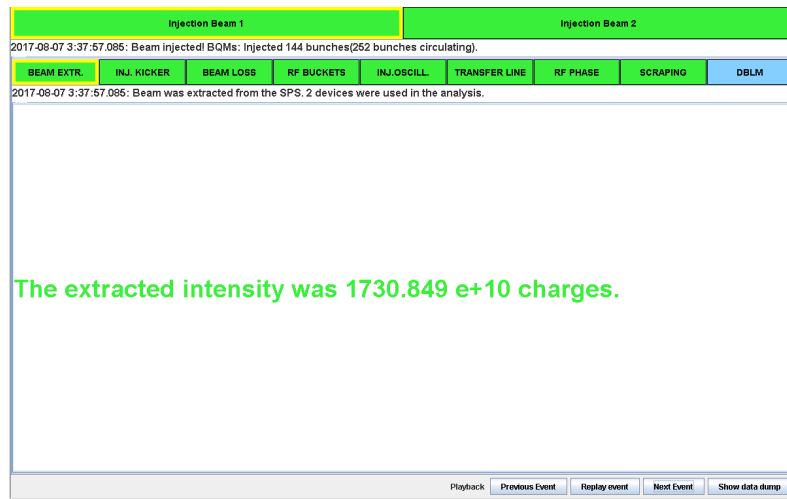 Injection Beam 1 Injection Beam 2
2017-08-07 3:37:57.085: Beam injected! BQMs: Injected 144 bunches(252 bunches circulating).
BEAM EXTR. INJ. KICKER BEAM LOSS RF BUCKETS INJ.OSCILL. TRANSFER LINE RF PHASE SCRAPING DBLM
2017-08-07 3:37:57.085: Beam was extracted from the SPS. 2 devices were used in the analysis.
The extracted intensity was 1730.849 e+10 charges.
Playback Previous Event Replay event Next Event Show data dump